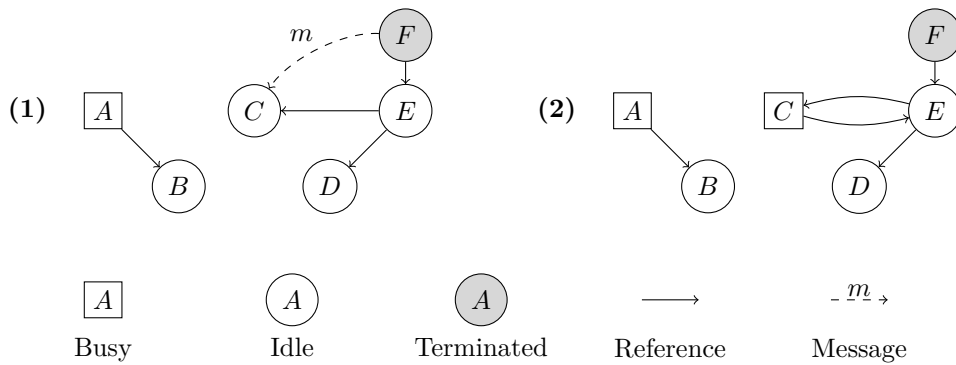 m F F
(1) A C E (2) A C E
B D B D
A A A m
Busy Idle Terminated Reference Message